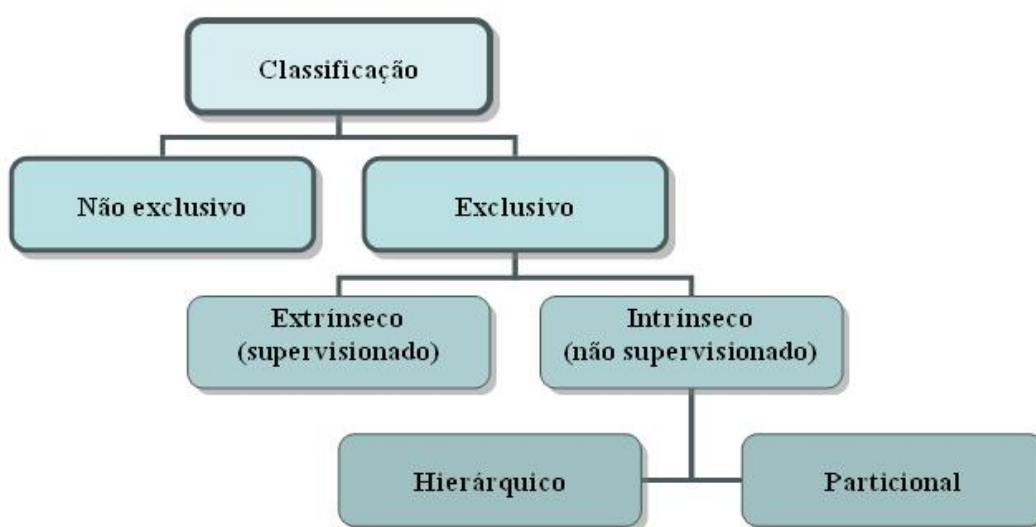 Classificação
Não exclusivo
Exclusivo
Extrínseco
(supervisionado)
Intrínseco
(não supervisionado)
Hierárquico
Particional